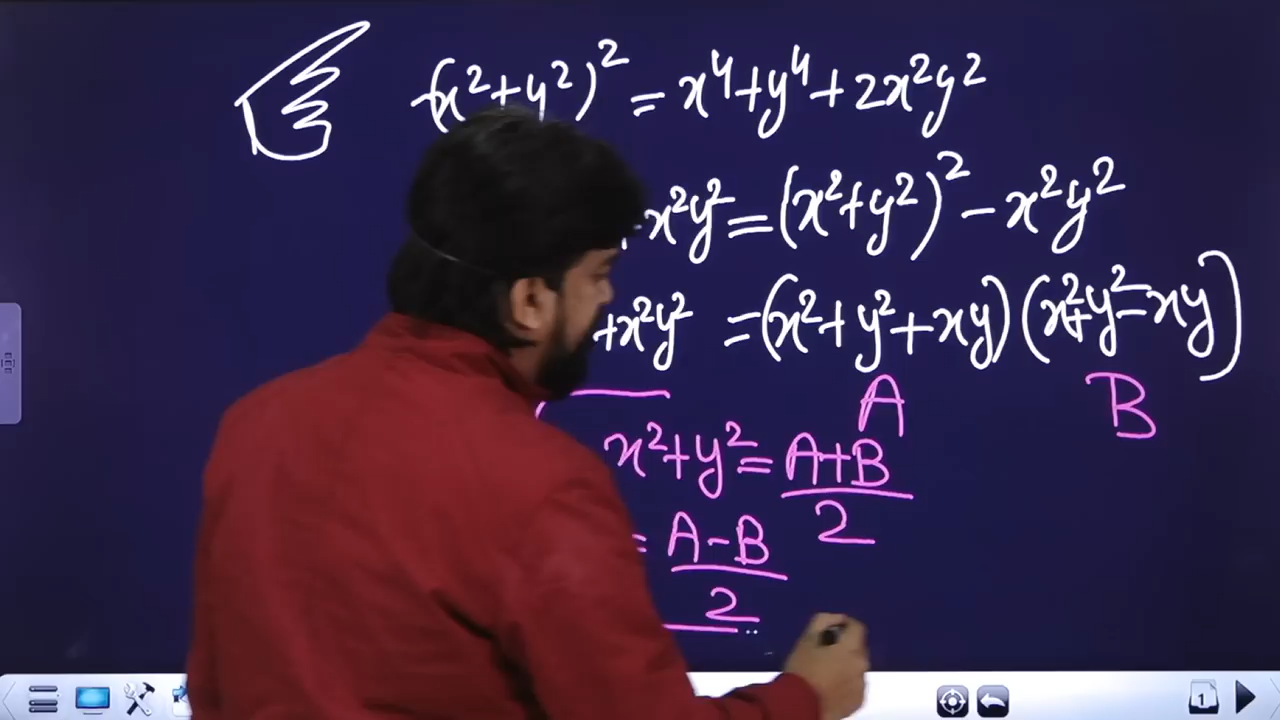 (x²+y²)² = x⁴+y⁴+2x²y²
x²y² = (x²+y²)² - x²y²
+x²y² = (x²+y²+xy)(x²+y²-xy)
A B
x²+y² = A+B/2
= A-B/2
1